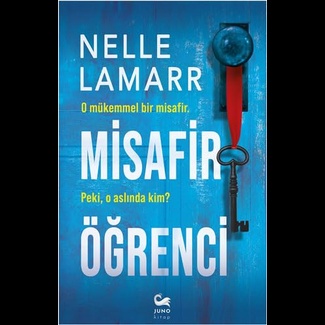 NELLE
LAMARR
O mükemmel bir misafir.
MİSAFİR
Peki, o aslında kim?
ÖĞRENCİ
JUNO
kitap